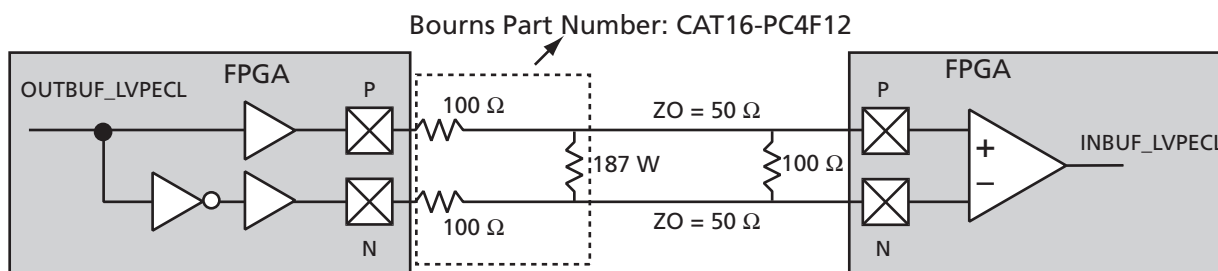 Bourns Part Number: CAT16-PC4F12
FPGA
OUTBUF_LVPECL
P
100 Ω
ZO = 50 Ω
P
FPGA
+
−
INBUF_LVPECL
187 W
100 Ω
100 Ω
ZO = 50 Ω
N
N